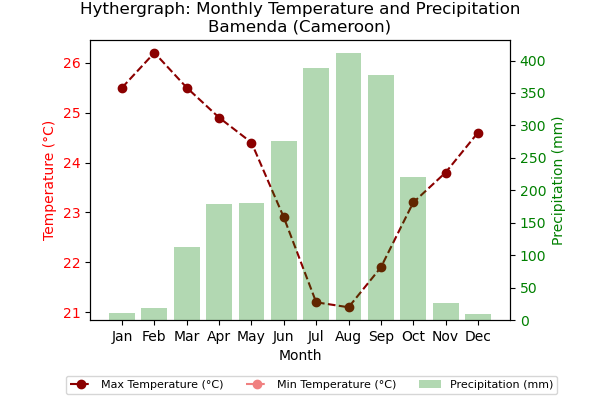 Hythergraph: Monthly Temperature and Precipitation
Bamenda (Cameroon)
Temperature (°C)
26
25
24
23
22
21
400
350
300
250
200
150
100
50
0
Precipitation (mm)
Jan Feb Mar Apr May Jun Jul Aug Sep Oct Nov Dec
Month
Max Temperature (°C) Min Temperature (°C) Precipitation (mm)